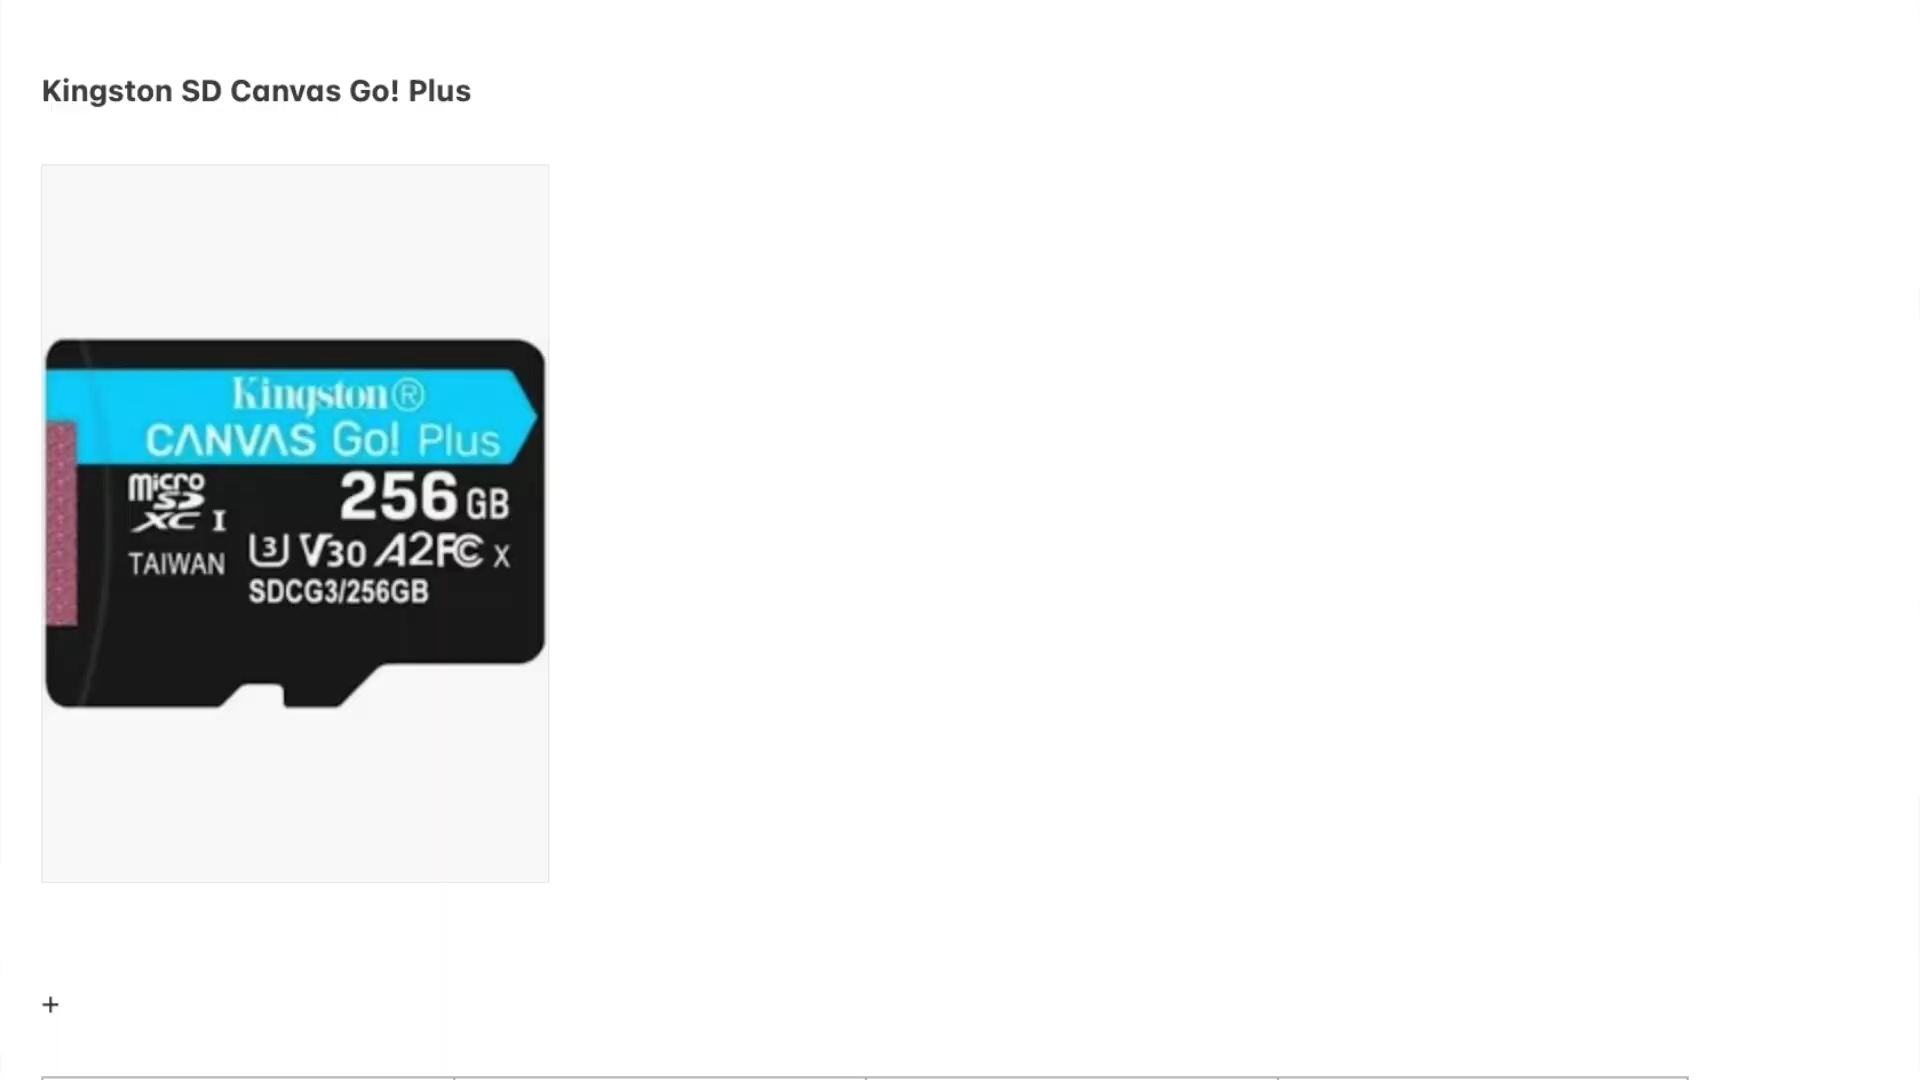 Kingston SD Canvas Go! Plus
Kingston®
CANVAS Go! Plus
micro SD XC I
256 GB
TAIWAN
U3 V30 A2 FC X
SDCG3/256GB
+